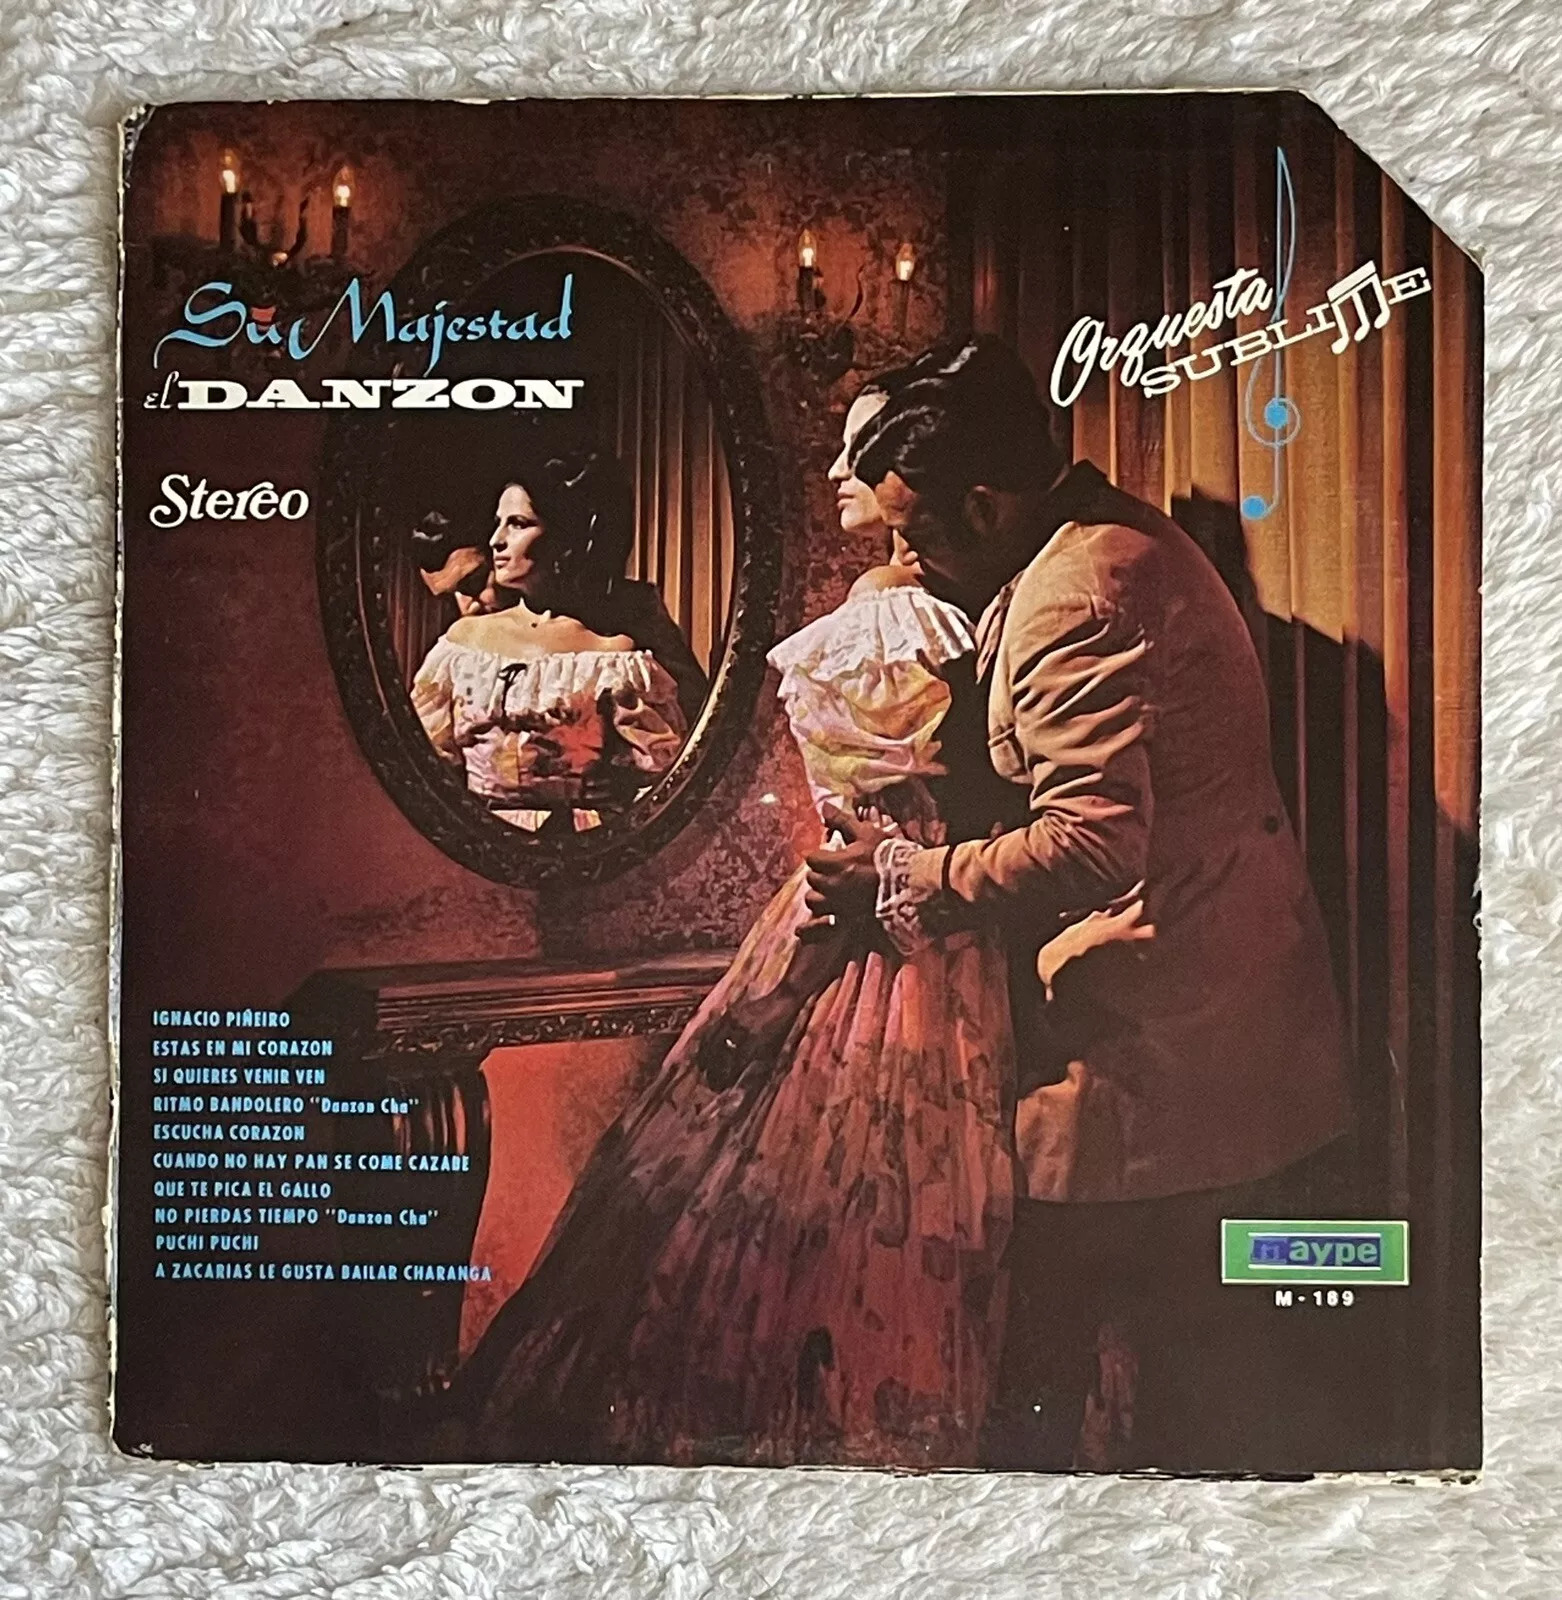 Su Majestad
el DANZON
Stereo
Orquesta
SUBLIME
IGNACIO PIÑEIRO
ESTAS EN MI CORAZON
SI QUIERES VENIR VEN
RITMO BANDOLERO "Danzon Cha"
ESCUCHA CORAZON
CUANDO NO HAY PAN SE COME CAZABE
QUE TE PICA EL GALLO
NO PIERDAS TIEMPO "Danzon Cha"
PUCHI PUCHI
A ZACARIAS LE GUSTA BAILAR CHARANGA
maype
M - 189